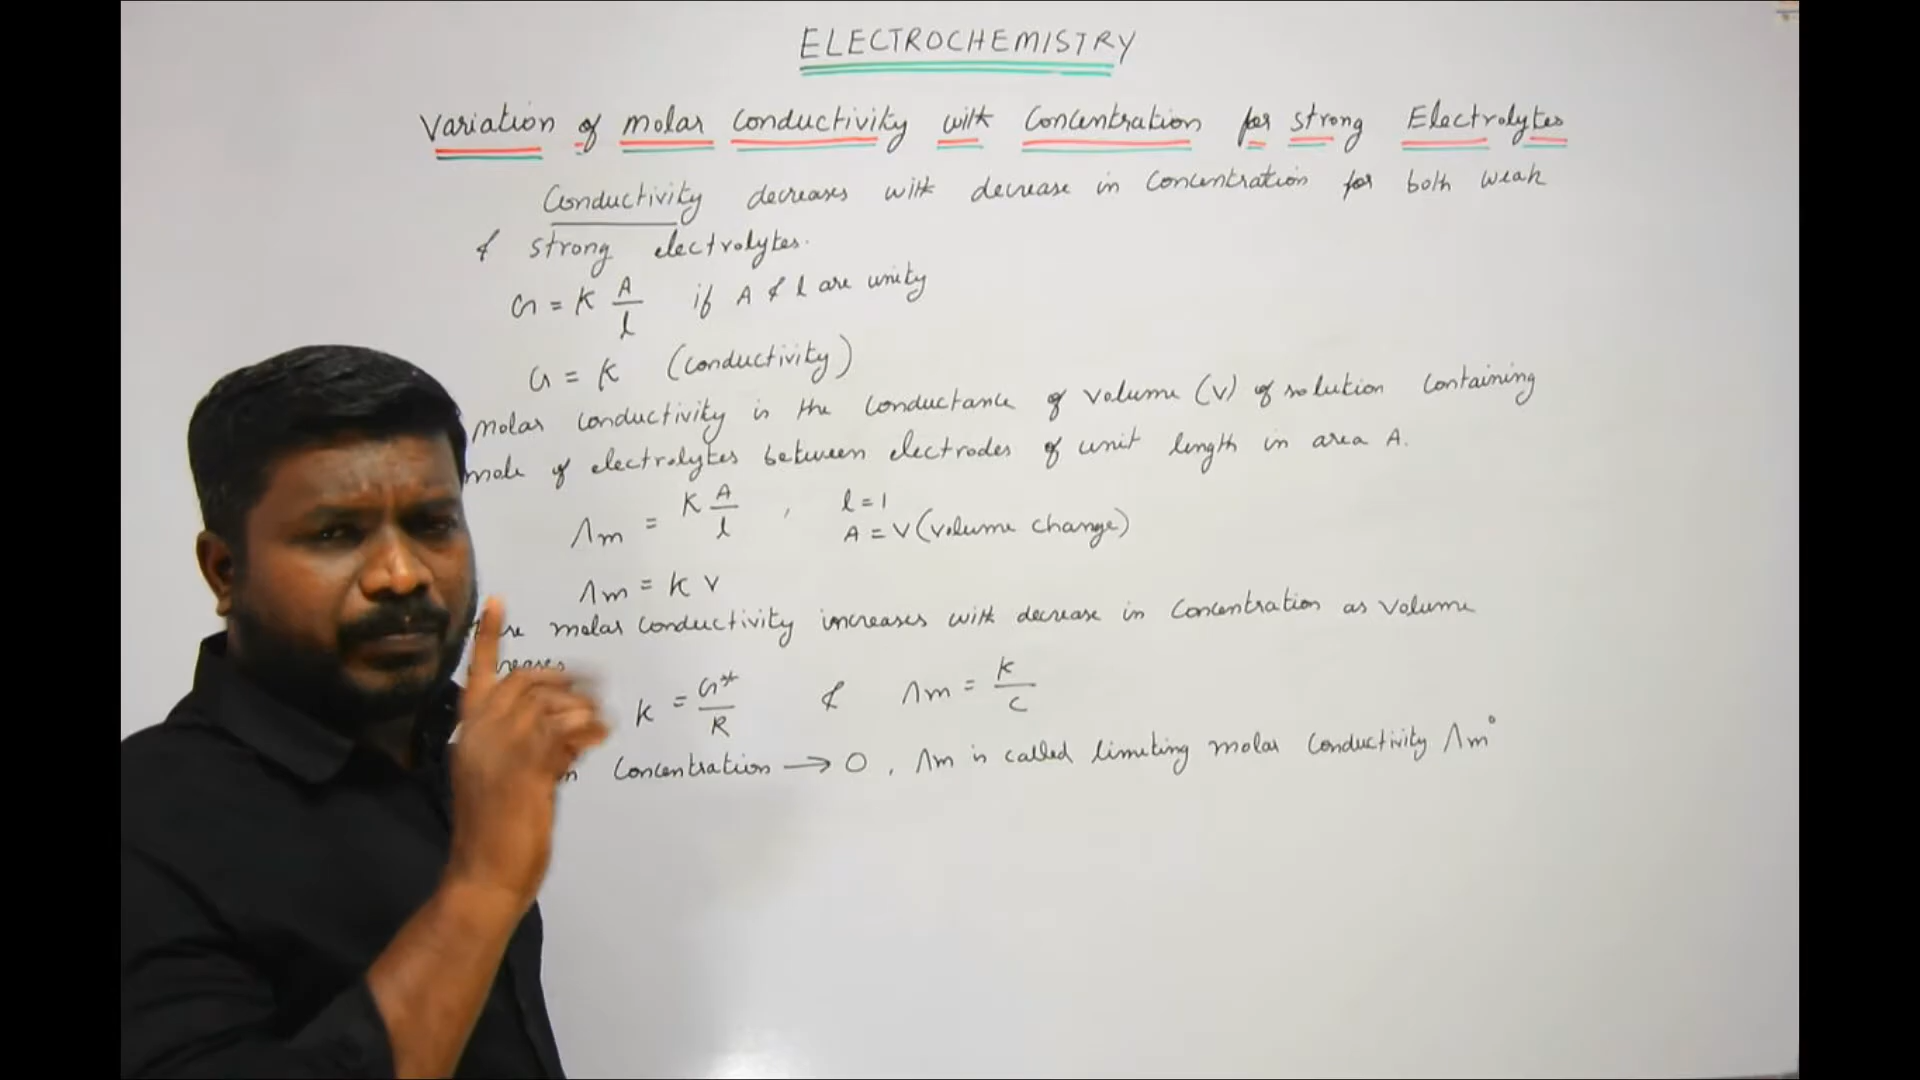 ELECTROCHEMISTRY
Variation of molar conductivity with concentration for strong Electrolytes
Conductivity decreases with decrease in concentration for both weak
& strong electrolytes.
G = K A/l if A & l are unity
G = K (conductivity)
molar conductivity is the conductance of volume (v) of solution containing
mole of electrolytes between electrodes of unit length in area A.
Λm = K A/l , l = 1
A = V (volume change)
Λm = K V
molar conductivity increases with decrease in concentration as volume
K = G*/R & Λm = K/C
concentration → 0, Λm is called limiting molar conductivity Λm°